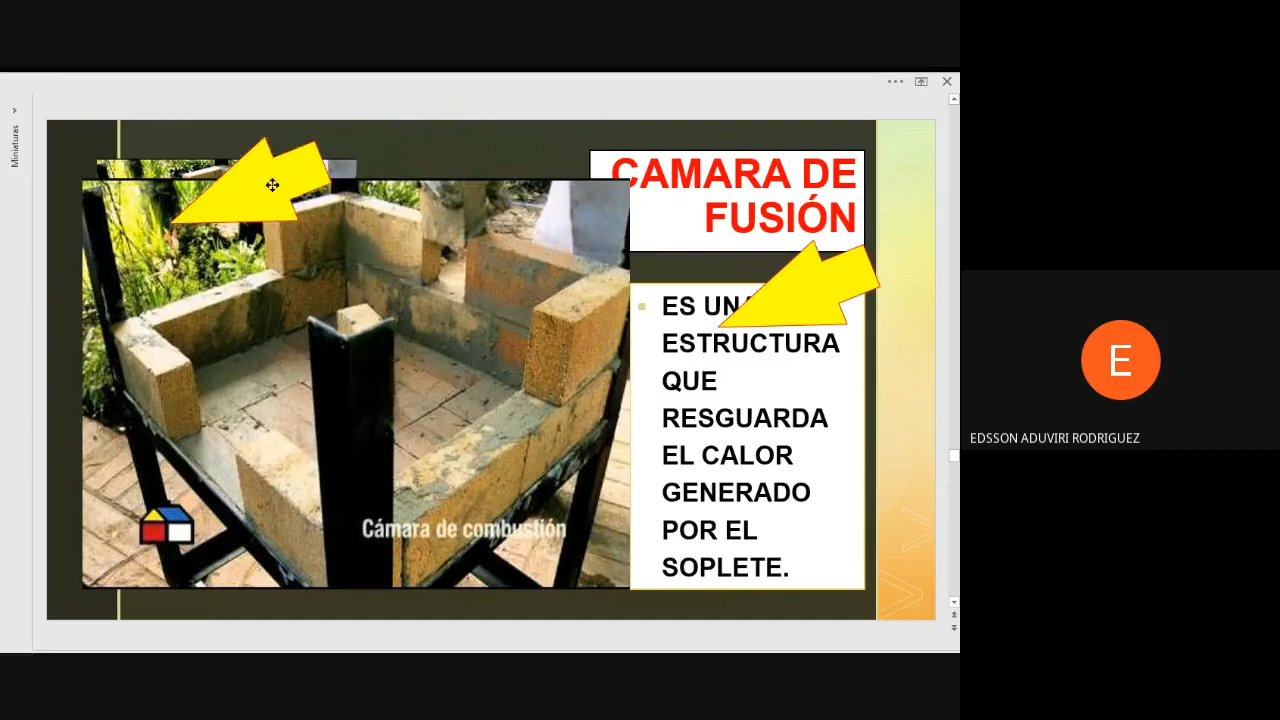 Miniaturas
CAMARA DE
FUSIÓN
ES UNA
ESTRUCTURA
QUE
RESGUARDA
EL CALOR
GENERADO
POR EL
SOPLETE.
Cámara de combustión
E
EDSSON ADUVIRI RODRIGUEZ